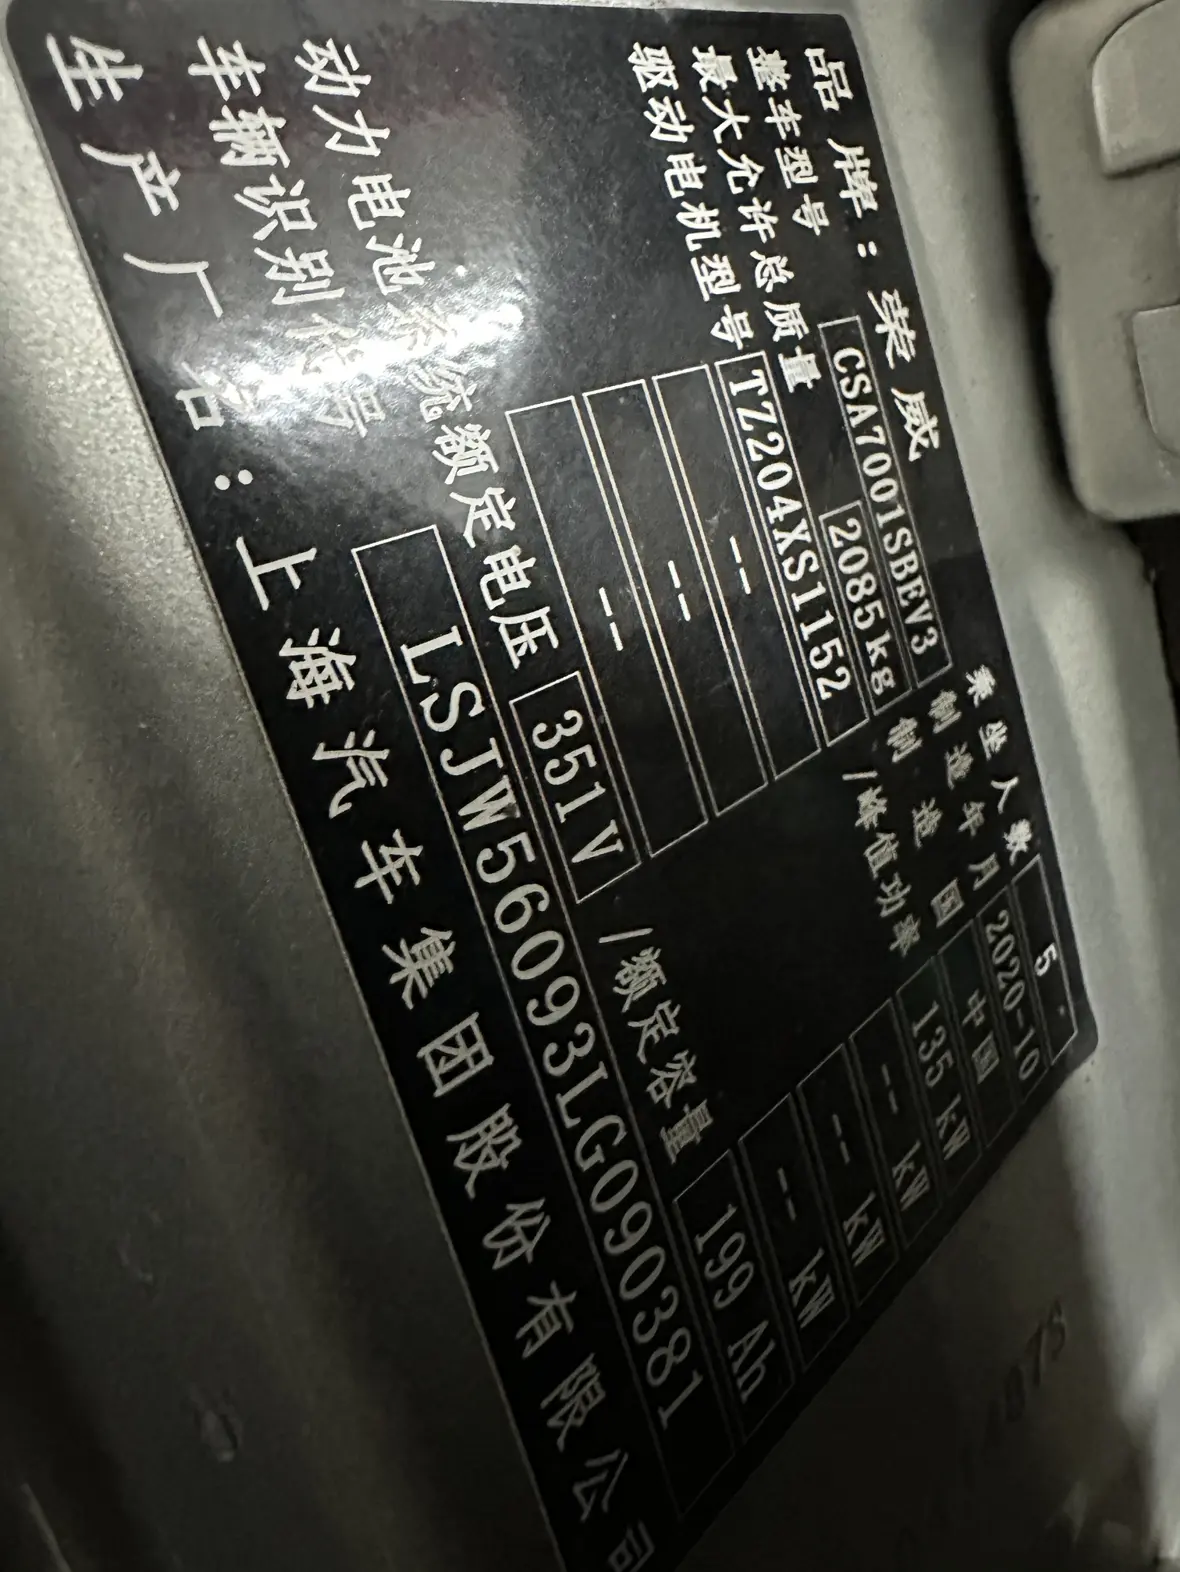 品牌：荣威
乘坐人数 5
整车型号 CSA7001SBEV3 制造年月 2020-10
最大允许总质量 2085kg 制造国 中国
驱动电机型号 TZ204XS1152 /峰值功率 135 kW
-- -- kW
-- -- kW
-- -- kW
动力电池系统额定电压 351V /额定容量 199 Ah
车辆识别代号 LSJW56093LG090381
生产厂名：上海汽车集团股份有限公司